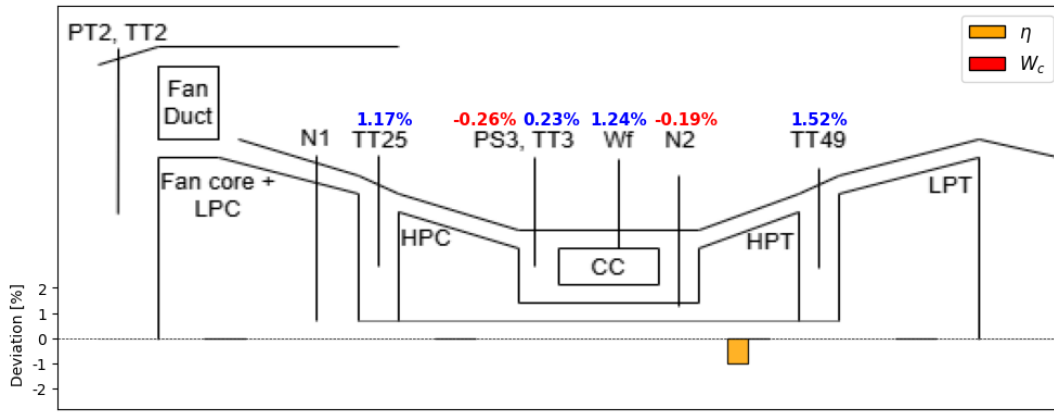 PT2, TT2
η
W_c
Fan
Duct
1.17%
-0.26%
0.23%
1.24%
-0.19%
1.52%
N1
TT25
PS3, TT3
Wf
N2
TT49
Fan core +
LPC
LPT
HPC
HPT
CC
Deviation [%]
2
1
0
-1
-2